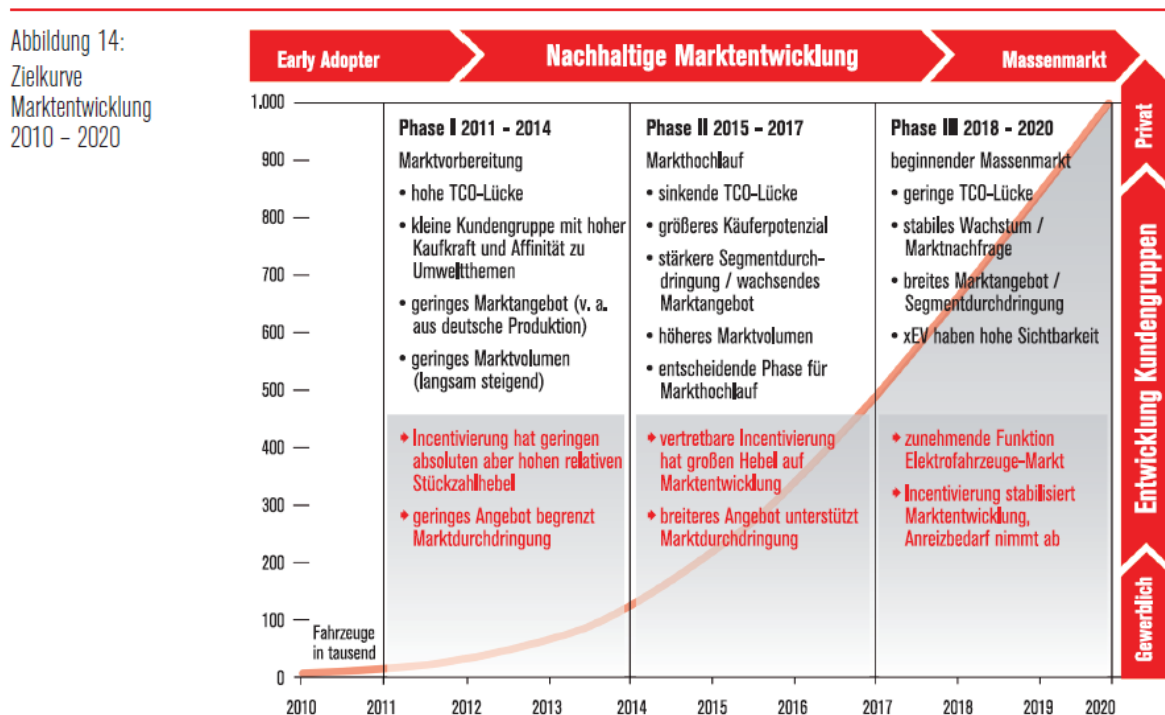 Abbildung 14:
Zielkurve
Marktentwicklung
2010 – 2020
Early Adopter
Nachhaltige Marktentwicklung
Massenmarkt
1.000
900
800
700
600
500
400
300
200
100
0
Fahrzeuge
in tausend
Phase I 2011 – 2014
Marktvorbereitung
• hohe TCO-Lücke
• kleine Kundengruppe mit hoher
Kaufkraft und Affinität zu
Umweltthemen
• geringes Marktangebot (v. a.
aus deutsche Produktion)
• geringes Marktvolumen
(langsam steigend)
➧ Incentivierung hat geringen
absoluten aber hohen relativen
Stückzahlhebel
➧ geringes Angebot begrenzt
Marktdurchdringung
Phase II 2015 – 2017
Markthochlauf
• sinkende TCO-Lücke
• größeres Käuferpotenzial
• stärkere Segmentdurch-
dringung / wachsendes
Marktangebot
• höheres Marktvolumen
• entscheidende Phase für
Markthochlauf
➧ vertretbare Incentivierung
hat großen Hebel auf
Marktentwicklung
➧ breiteres Angebot unterstützt
Marktdurchdringung
Phase III 2018 – 2020
beginnender Massenmarkt
• geringe TCO-Lücke
• stabiles Wachstum /
Marktnachfrage
• breites Marktangebot /
Segmentdurchdringung
• xEV haben hohe Sichtbarkeit
➧ zunehmende Funktion
Elektrofahrzeuge-Markt
➧ Incentivierung stabilisiert
Marktentwicklung,
Anreizbedarf nimmt ab
Privat
Entwicklung Kundengruppen
Gewerblich
2010
2011
2012
2013
2014
2015
2016
2017
2018
2019
2020